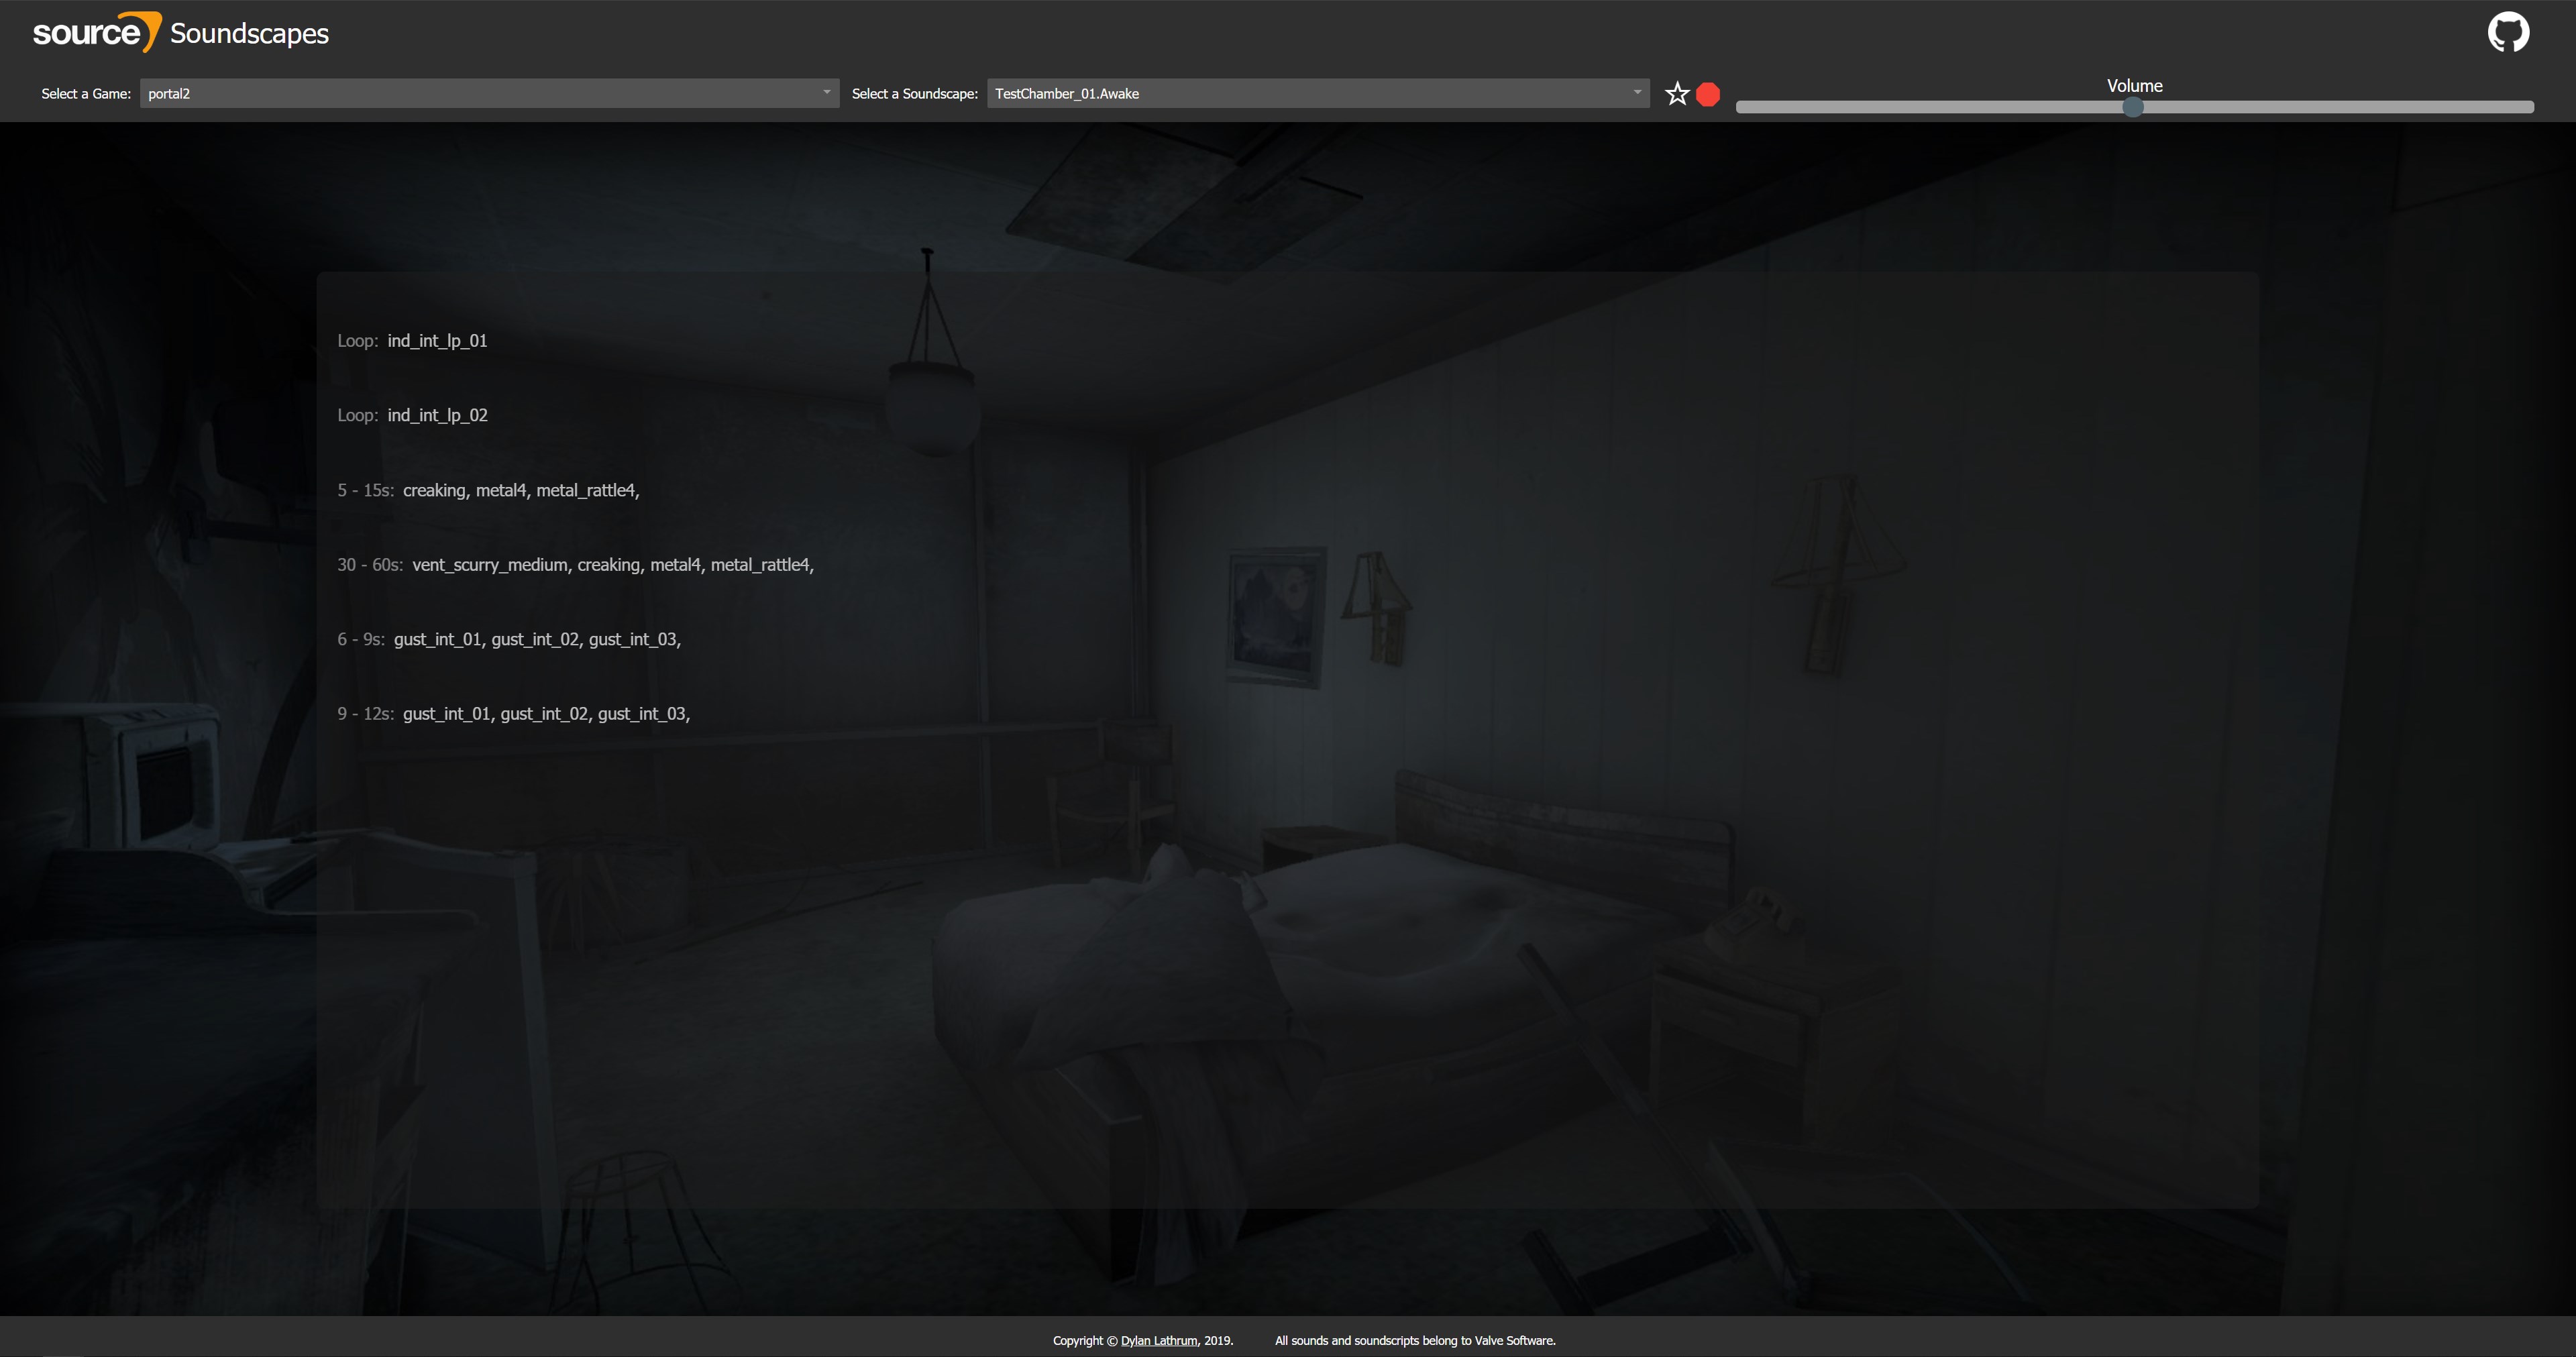 source Soundscapes
Select a Game: portal2 Select a Soundscape: TestChamber_01.Awake Volume
Loop: ind_int_lp_01
Loop: ind_int_lp_02
5 - 15s: creaking, metal4, metal_rattle4,
30 - 60s: vent_scurry_medium, creaking, metal4, metal_rattle4,
6 - 9s: gust_int_01, gust_int_02, gust_int_03,
9 - 12s: gust_int_01, gust_int_02, gust_int_03,
Copyright © Dylan Lathrum, 2019. All sounds and soundscripts belong to Valve Software.